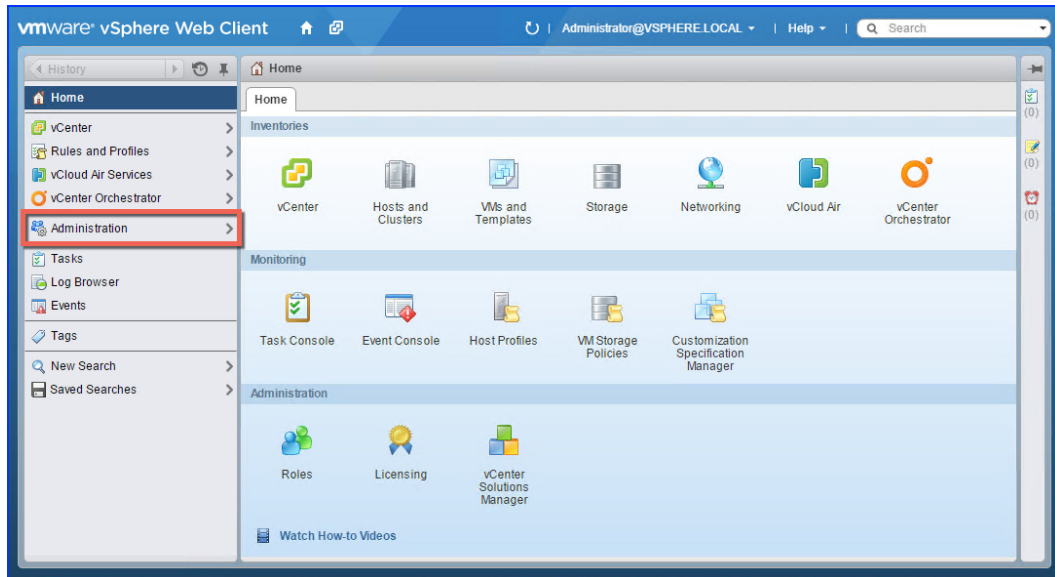 vmware® vSphere Web Client
Administrator@VSPHERE.LOCAL
Help
Search
History
Home
vCenter
Rules and Profiles
vCloud Air Services
vCenter Orchestrator
Administration
Tasks
Log Browser
Events
Tags
New Search
Saved Searches
Home
Home
Inventories
vCenter
Hosts and
Clusters
VMs and
Templates
Storage
Networking
vCloud Air
vCenter
Orchestrator
Monitoring
Task Console
Event Console
Host Profiles
VM Storage
Policies
Customization
Specification
Manager
Administration
Roles
Licensing
vCenter
Solutions
Manager
Watch How-to Videos
(0)
(0)
(0)